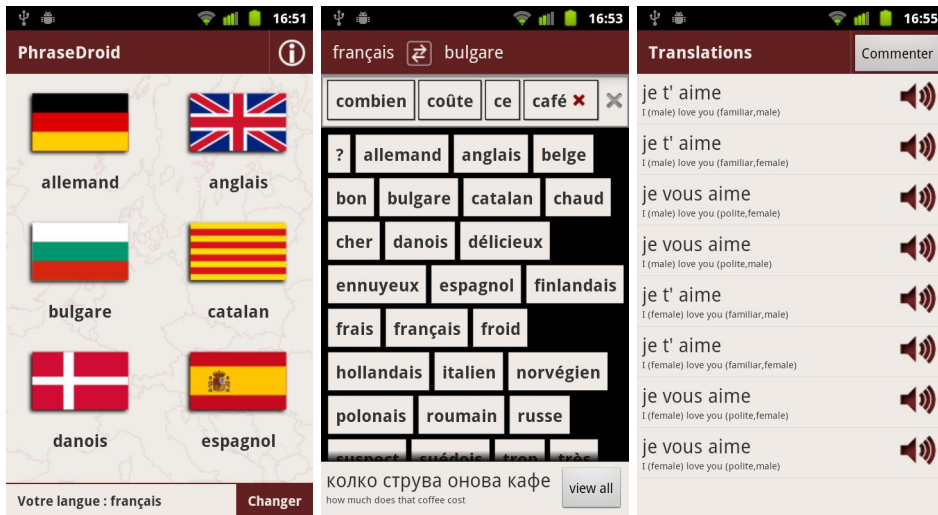 16:51
PhraseDroid
allemand anglais
bulgare catalan
danois espagnol
Votre langue : français Changer
16:53
français bulgare
combien coûte ce café
? allemand anglais belge
bon bulgare catalan chaud
cher danois délicieux
ennuyeux espagnol finlandais
frais français froid
hollandais italien norvégien
polonais roumain russe
suspect suédois trop très
колко струва онова кафе
how much does that coffee cost
view all
16:55
Translations Commenter
je t' aime
I (male) love you (familiar,male)
je t' aime
I (male) love you (familiar,female)
je vous aime
I (male) love you (polite,female)
je vous aime
I (male) love you (polite,male)
je t' aime
I (female) love you (familiar,male)
je t' aime
I (female) love you (familiar,female)
je vous aime
I (female) love you (polite,female)
je vous aime
I (female) love you (polite,male)